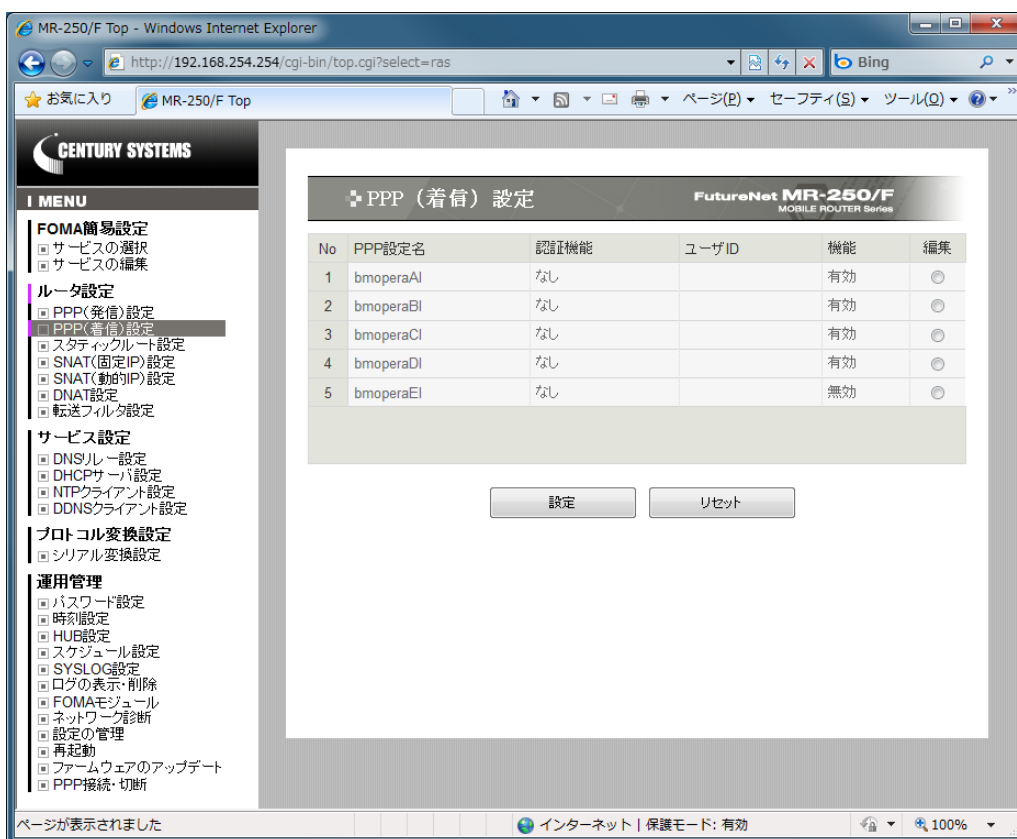 MR-250/F Top - Windows Internet Explorer
http://192.168.254.254/cgi-bin/top.cgi?select=ras
Bing
お気に入り
MR-250/F Top
ページ(P)
セーフティ(S)
ツール(O)
CENTURY SYSTEMS
MENU
FOMA簡易設定
サービスの選択
サービスの編集
ルータ設定
PPP(発信)設定
PPP(着信)設定
スタティックルート設定
SNAT(固定IP)設定
SNAT(動的IP)設定
DNAT設定
転送フィルタ設定
サービス設定
DNSリレー設定
DHCPサーバ設定
NTPクライアント設定
DDNSクライアント設定
プロトコル変換設定
シリアル変換設定
運用管理
パスワード設定
時刻設定
HUB設定
スケジュール設定
SYSLOG設定
ログの表示・削除
FOMAモジュール
ネットワーク診断
設定の管理
再起動
ファームウェアのアップデート
PPP接続・切断
PPP（着信）設定
FutureNet MR-250/F
MOBILE ROUTER Series
No PPP設定名 認証機能 ユーザID 機能 編集
1 bmoperaAI なし 有効
2 bmoperaBI なし 有効
3 bmoperaCI なし 有効
4 bmoperaDI なし 有効
5 bmoperaEI なし 無効
設定 リセット
ページが表示されました
インターネット | 保護モード: 有効
100%